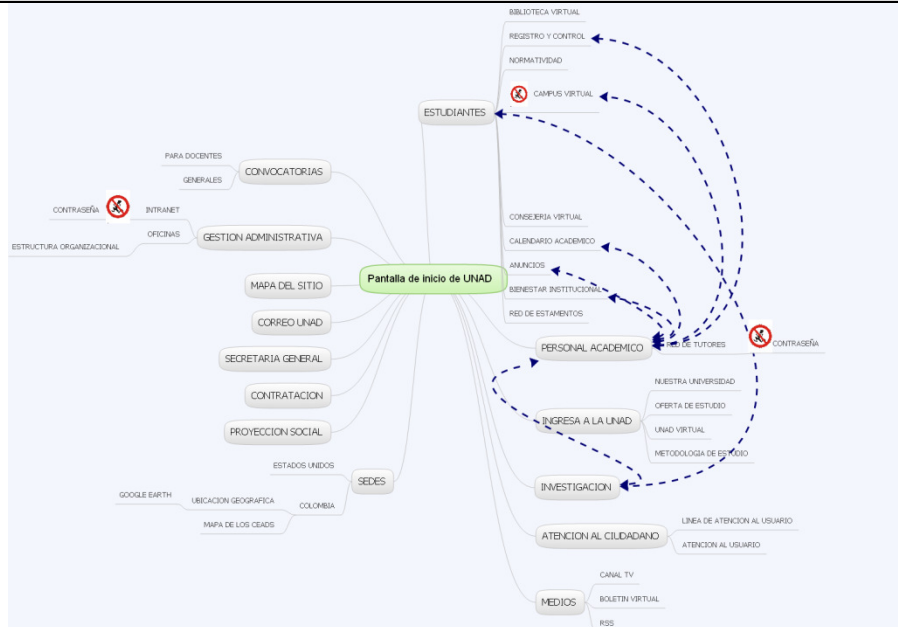 BIBLIOTECA VIRTUAL
REGISTRO Y CONTROL
NORMATIVIDAD
CAMPUS VIRTUAL
ESTUDIANTES
CONSEJERIA VIRTUAL
CALENDARIO ACADEMICO
ANUNCIOS
BIENESTAR INSTITUCIONAL
RED DE ESTAMENTOS
PARA DOCENTES
GENERALES
CONVOCATORIAS
CONTRASEÑA
INTRANET
OFICINAS
ESTRUCTURA ORGANIZACIONAL
GESTION ADMINISTRATIVA
Pantalla de inicio de UNAD
MAPA DEL SITIO
CORREO UNAD
SECRETARIA GENERAL
CONTRATACION
PROYECCION SOCIAL
ESTADOS UNIDOS
SEDES
GOOGLE EARTH
UBICACION GEOGRAFICA
COLOMBIA
MAPA DE LOS CEADS
PERSONAL ACADEMICO
RED DE TUTORES
CONTRASEÑA
NUESTRA UNIVERSIDAD
OFERTA DE ESTUDIO
INGRESA A LA UNAD
UNAD VIRTUAL
METODOLOGIA DE ESTUDIO
INVESTIGACION
LINEA DE ATENCION AL USUARIO
ATENCION AL CIUDADANO
ATENCION AL USUARIO
CANAL TV
MEDIOS
BOLETIN VIRTUAL
RSS